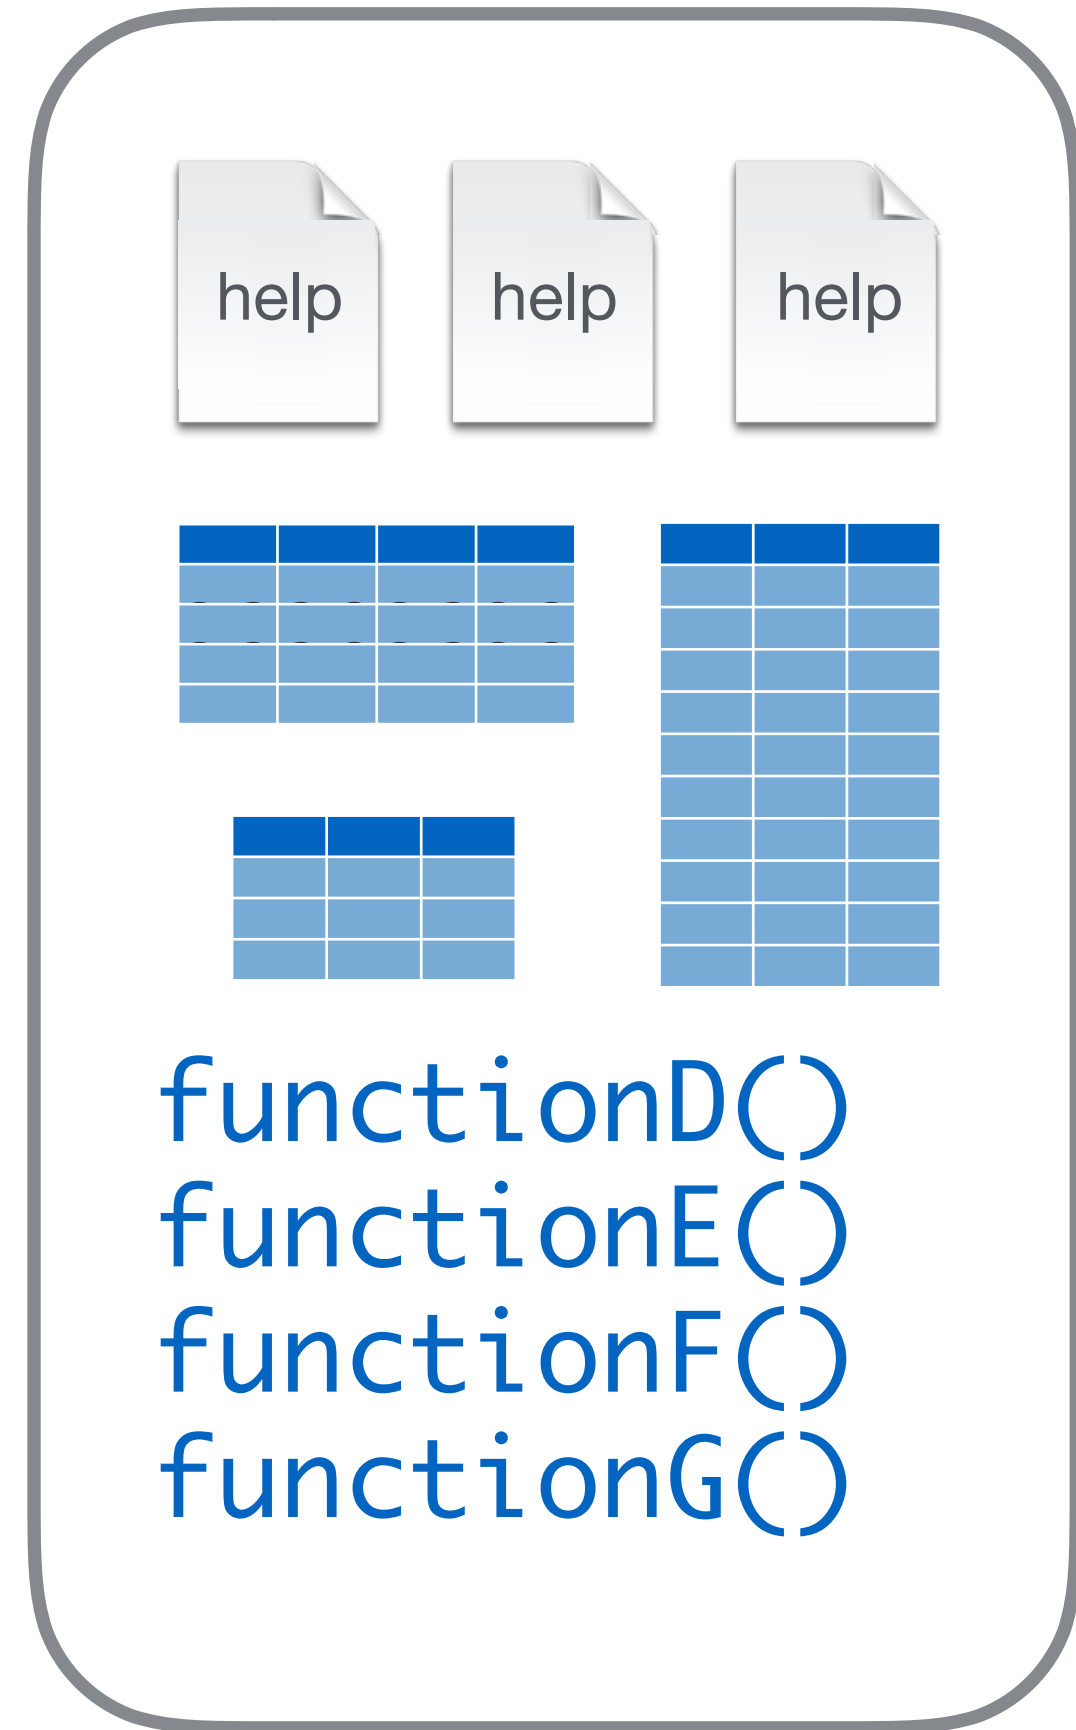 help help help
functionD()
functionE()
functionF()
functionG()